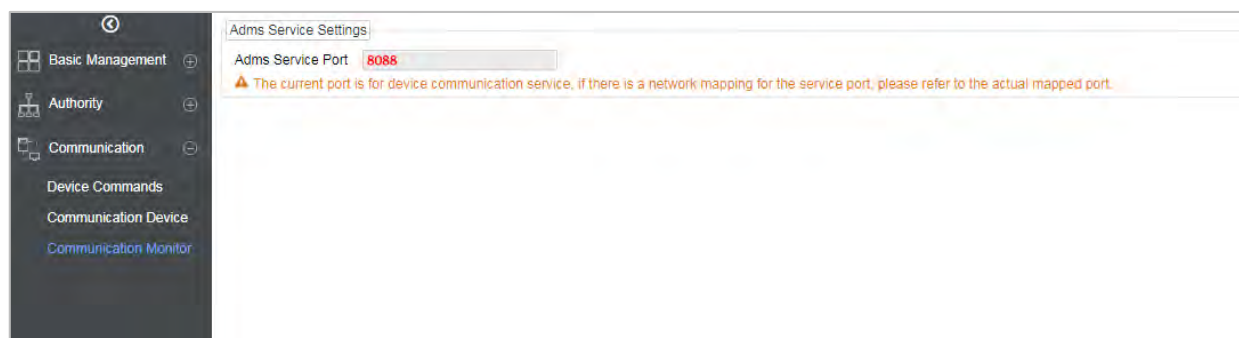 Basic Management
Authority
Communication
Device Commands
Communication Device
Communication Monitor
Adms Service Settings
Adms Service Port 8088
The current port is for device communication service, if there is a network mapping for the service port, please refer to the actual mapped port.